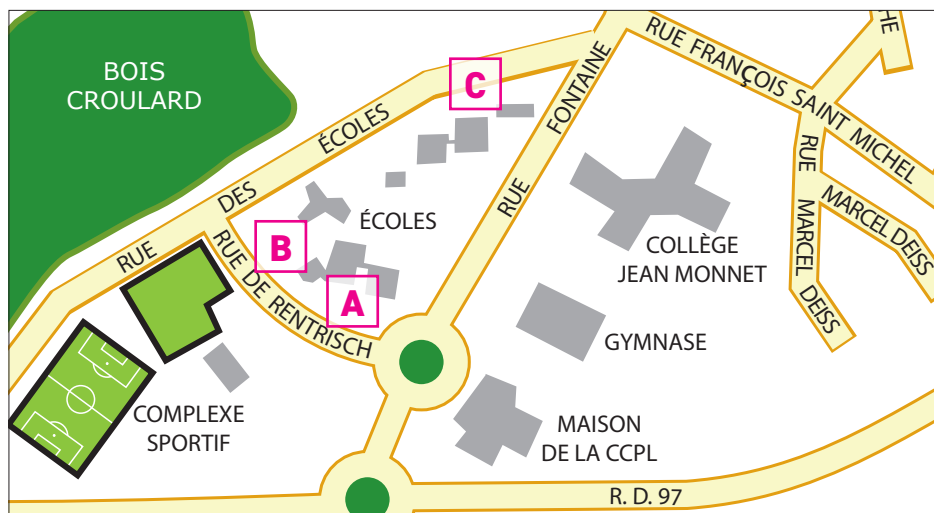 BOIS
CROULARD
RUE DES ÉCOLES
C
RUE FONTAINE
RUE FRANÇOIS SAINT MICHEL
HE
RUE MARCEL DEISS
MARCEL DEISS
ÉCOLES
B
A
RUE DE RENTRISCH
COLLÈGE
JEAN MONNET
GYMNASE
COMPLEXE
SPORTIF
MAISON
DE LA CCPL
R. D. 97